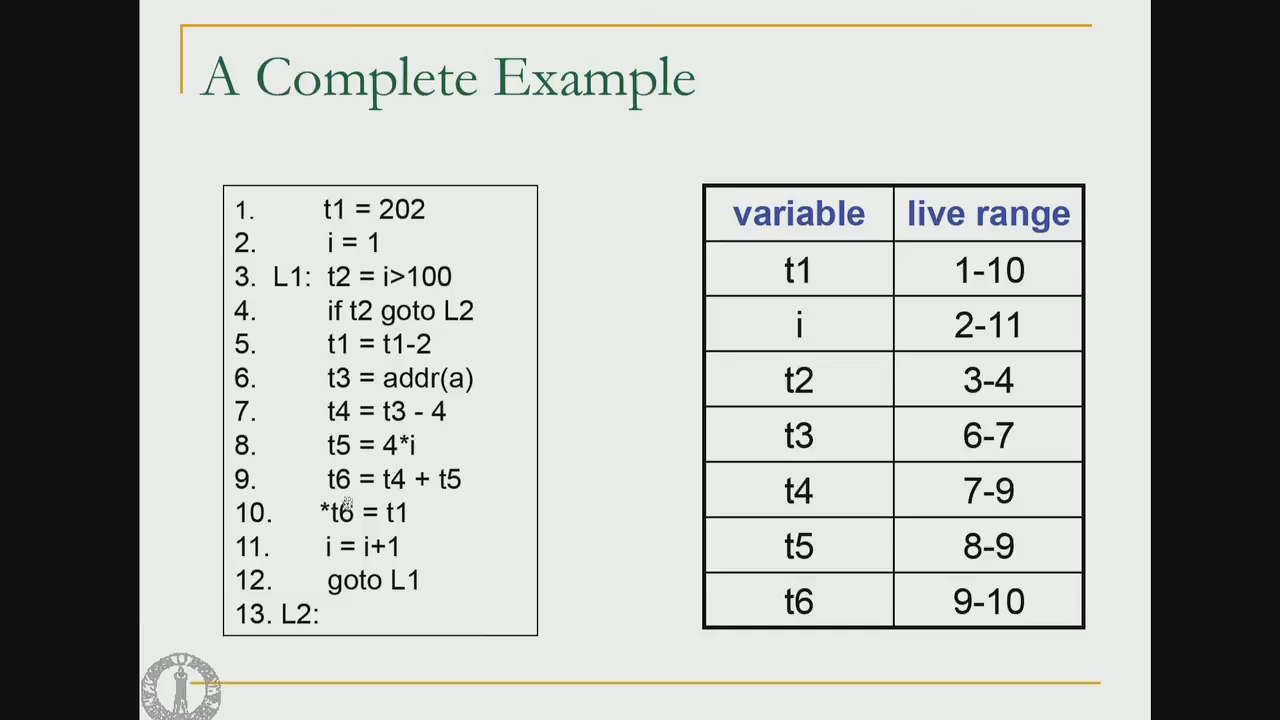 A Complete Example
1. t1 = 202
2. i = 1
3. L1: t2 = i>100
4. if t2 goto L2
5. t1 = t1-2
6. t3 = addr(a)
7. t4 = t3 - 4
8. t5 = 4*i
9. t6 = t4 + t5
10. *t6 = t1
11. i = i+1
12. goto L1
13. L2:
variable live range
t1 1-10
i 2-11
t2 3-4
t3 6-7
t4 7-9
t5 8-9
t6 9-10